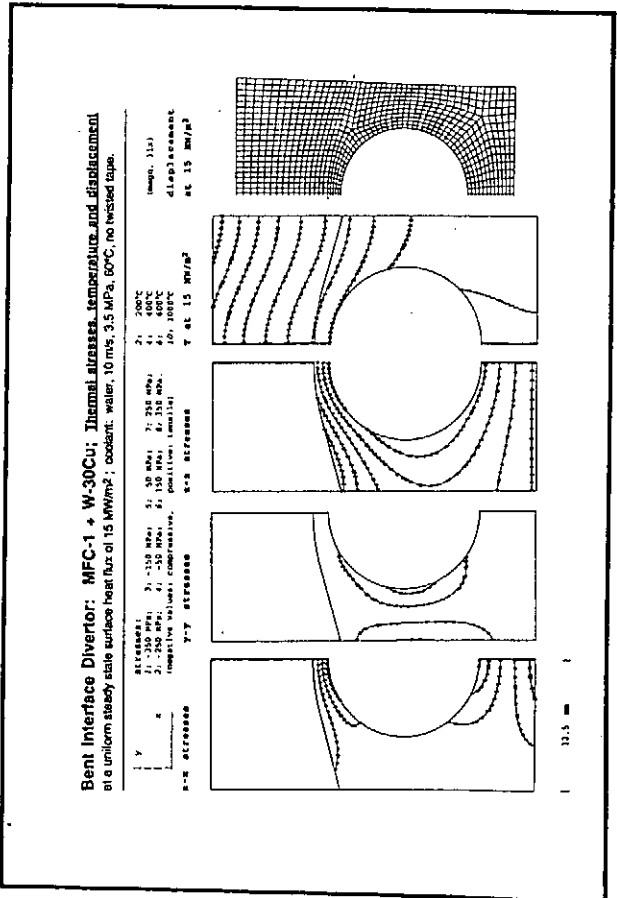 Bent Interface Divertor: MFC-1 + W-30Cu; Thermal stresses, temperature and displacement
at a uniform steady state surface heat flux of 15 MW/m²; coolant: water, 10 m/s, 3.5 MPa, 60°C, no twisted tape.
y
x
stresses:
1: -350 MPa; 3: -150 MPa; 5: 50 MPa; 7: 250 MPa;
2: -250 MPa; 4: -50 MPa; 6: 150 MPa; 8: 350 MPa.
(negative values: compressive, positive: tensile)
2: 200°C
4: 400°C
6: 600°C
10: 1000°C
(magn. 31x)
displacement
at 15 MW/m²
x-x stresses
y-y stresses
z-z stresses
T at 15 MW/m²
13.5 mm